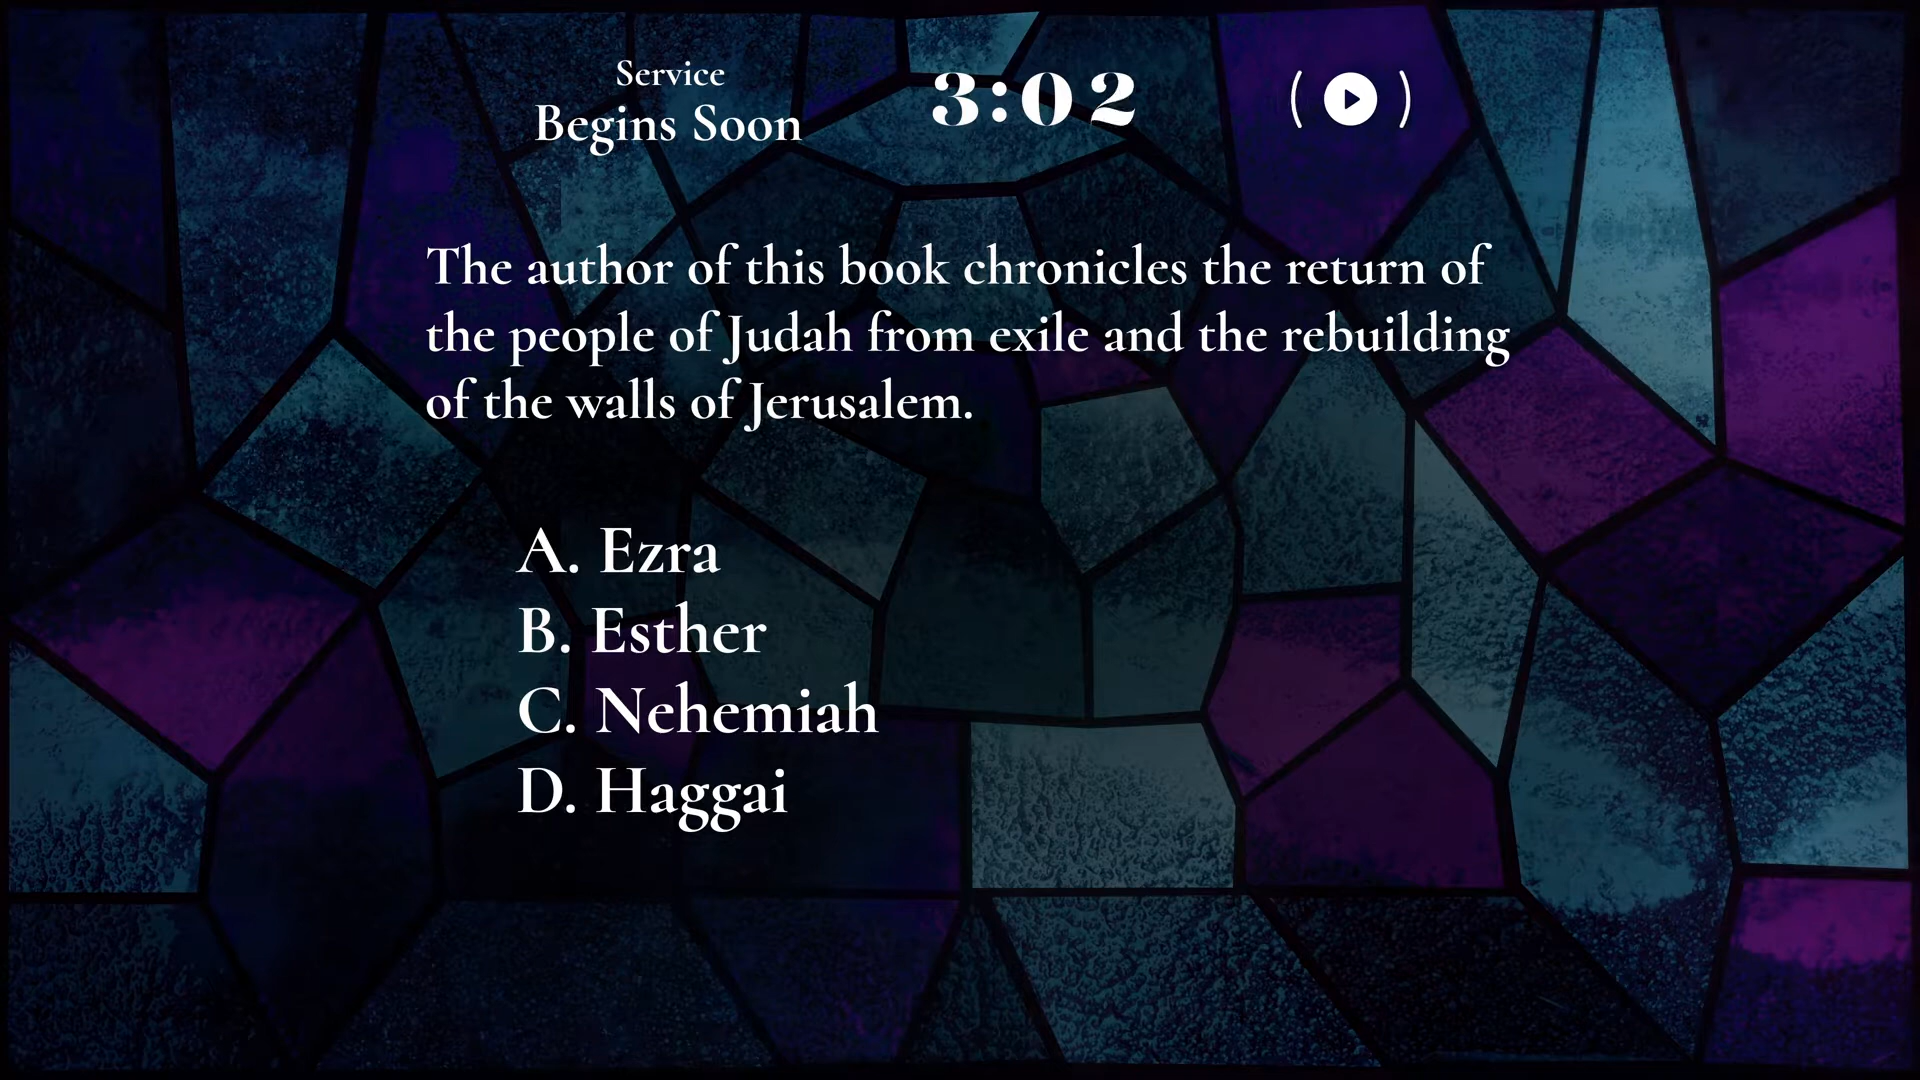 Service
Begins Soon
3:02
The author of this book chronicles the return of
the people of Judah from exile and the rebuilding
of the walls of Jerusalem.
A. Ezra
B. Esther
C. Nehemiah
D. Haggai